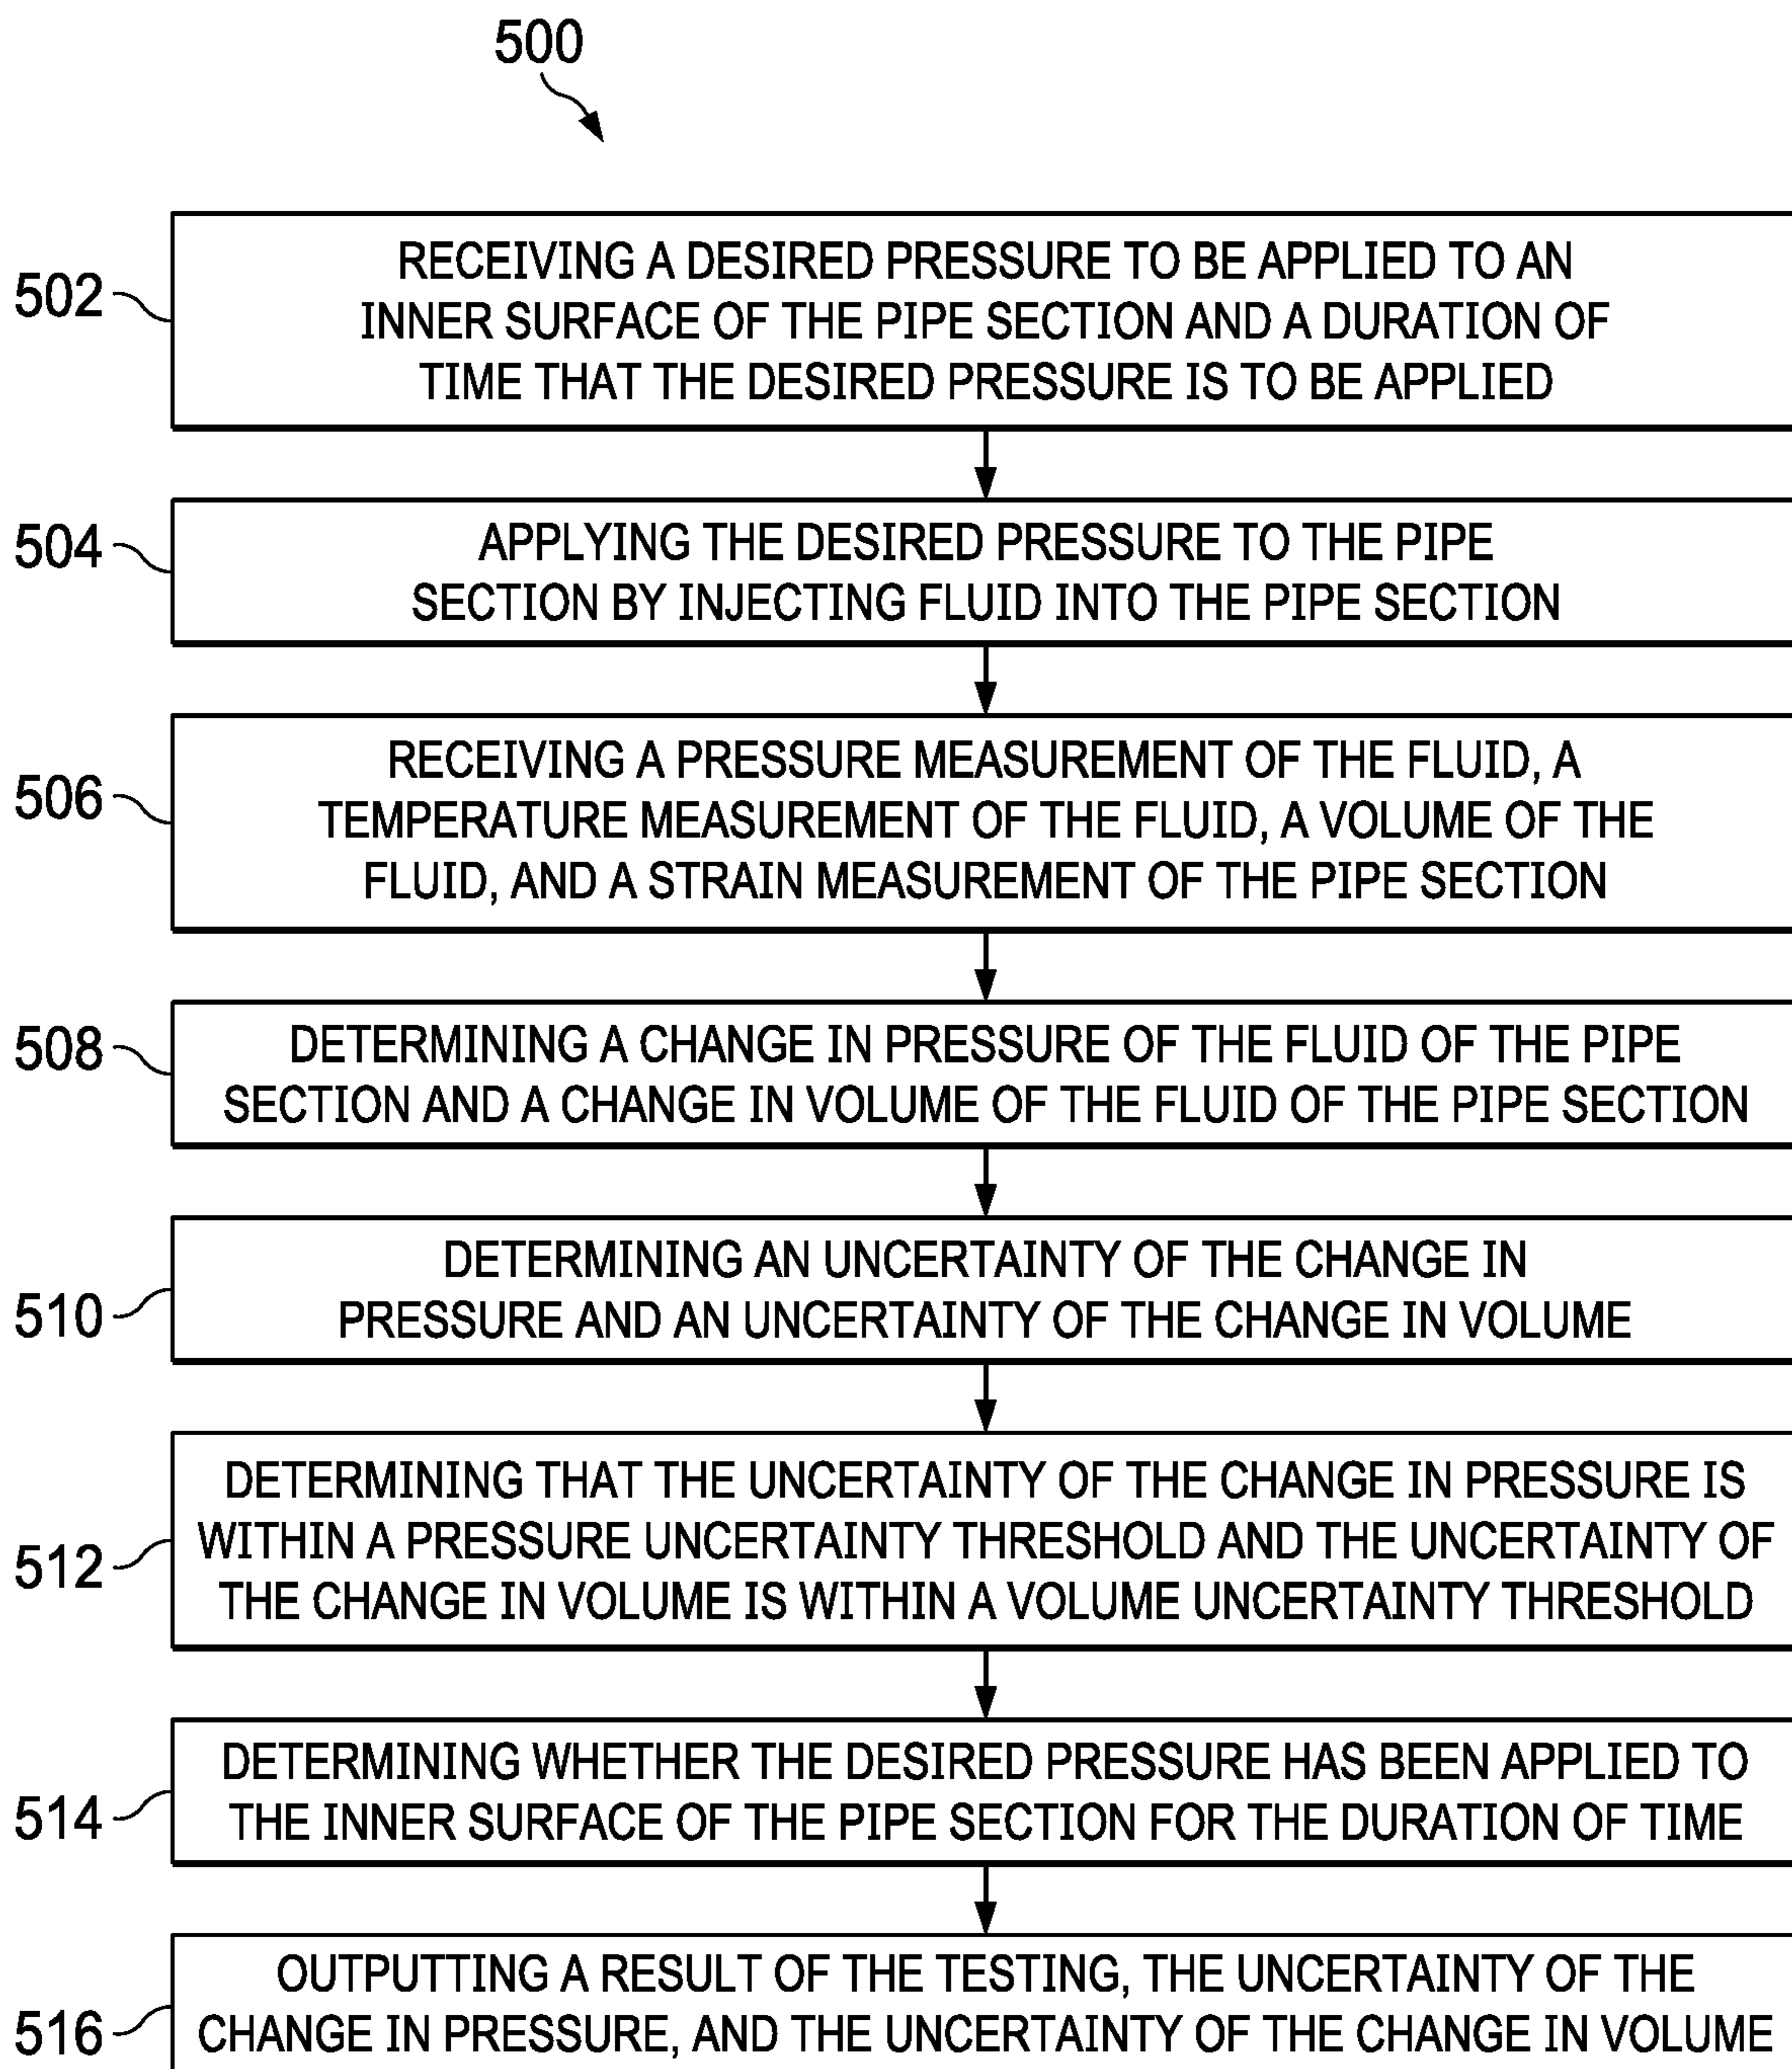 500
502
RECEIVING A DESIRED PRESSURE TO BE APPLIED TO AN
INNER SURFACE OF THE PIPE SECTION AND A DURATION OF
TIME THAT THE DESIRED PRESSURE IS TO BE APPLIED
504
APPLYING THE DESIRED PRESSURE TO THE PIPE
SECTION BY INJECTING FLUID INTO THE PIPE SECTION
506
RECEIVING A PRESSURE MEASUREMENT OF THE FLUID, A
TEMPERATURE MEASUREMENT OF THE FLUID, A VOLUME OF THE
FLUID, AND A STRAIN MEASUREMENT OF THE PIPE SECTION
508
DETERMINING A CHANGE IN PRESSURE OF THE FLUID OF THE PIPE
SECTION AND A CHANGE IN VOLUME OF THE FLUID OF THE PIPE SECTION
510
DETERMINING AN UNCERTAINTY OF THE CHANGE IN
PRESSURE AND AN UNCERTAINTY OF THE CHANGE IN VOLUME
512
DETERMINING THAT THE UNCERTAINTY OF THE CHANGE IN PRESSURE IS
WITHIN A PRESSURE UNCERTAINTY THRESHOLD AND THE UNCERTAINTY OF
THE CHANGE IN VOLUME IS WITHIN A VOLUME UNCERTAINTY THRESHOLD
514
DETERMINING WHETHER THE DESIRED PRESSURE HAS BEEN APPLIED TO
THE INNER SURFACE OF THE PIPE SECTION FOR THE DURATION OF TIME
516
OUTPUTTING A RESULT OF THE TESTING, THE UNCERTAINTY OF THE
CHANGE IN PRESSURE, AND THE UNCERTAINTY OF THE CHANGE IN VOLUME